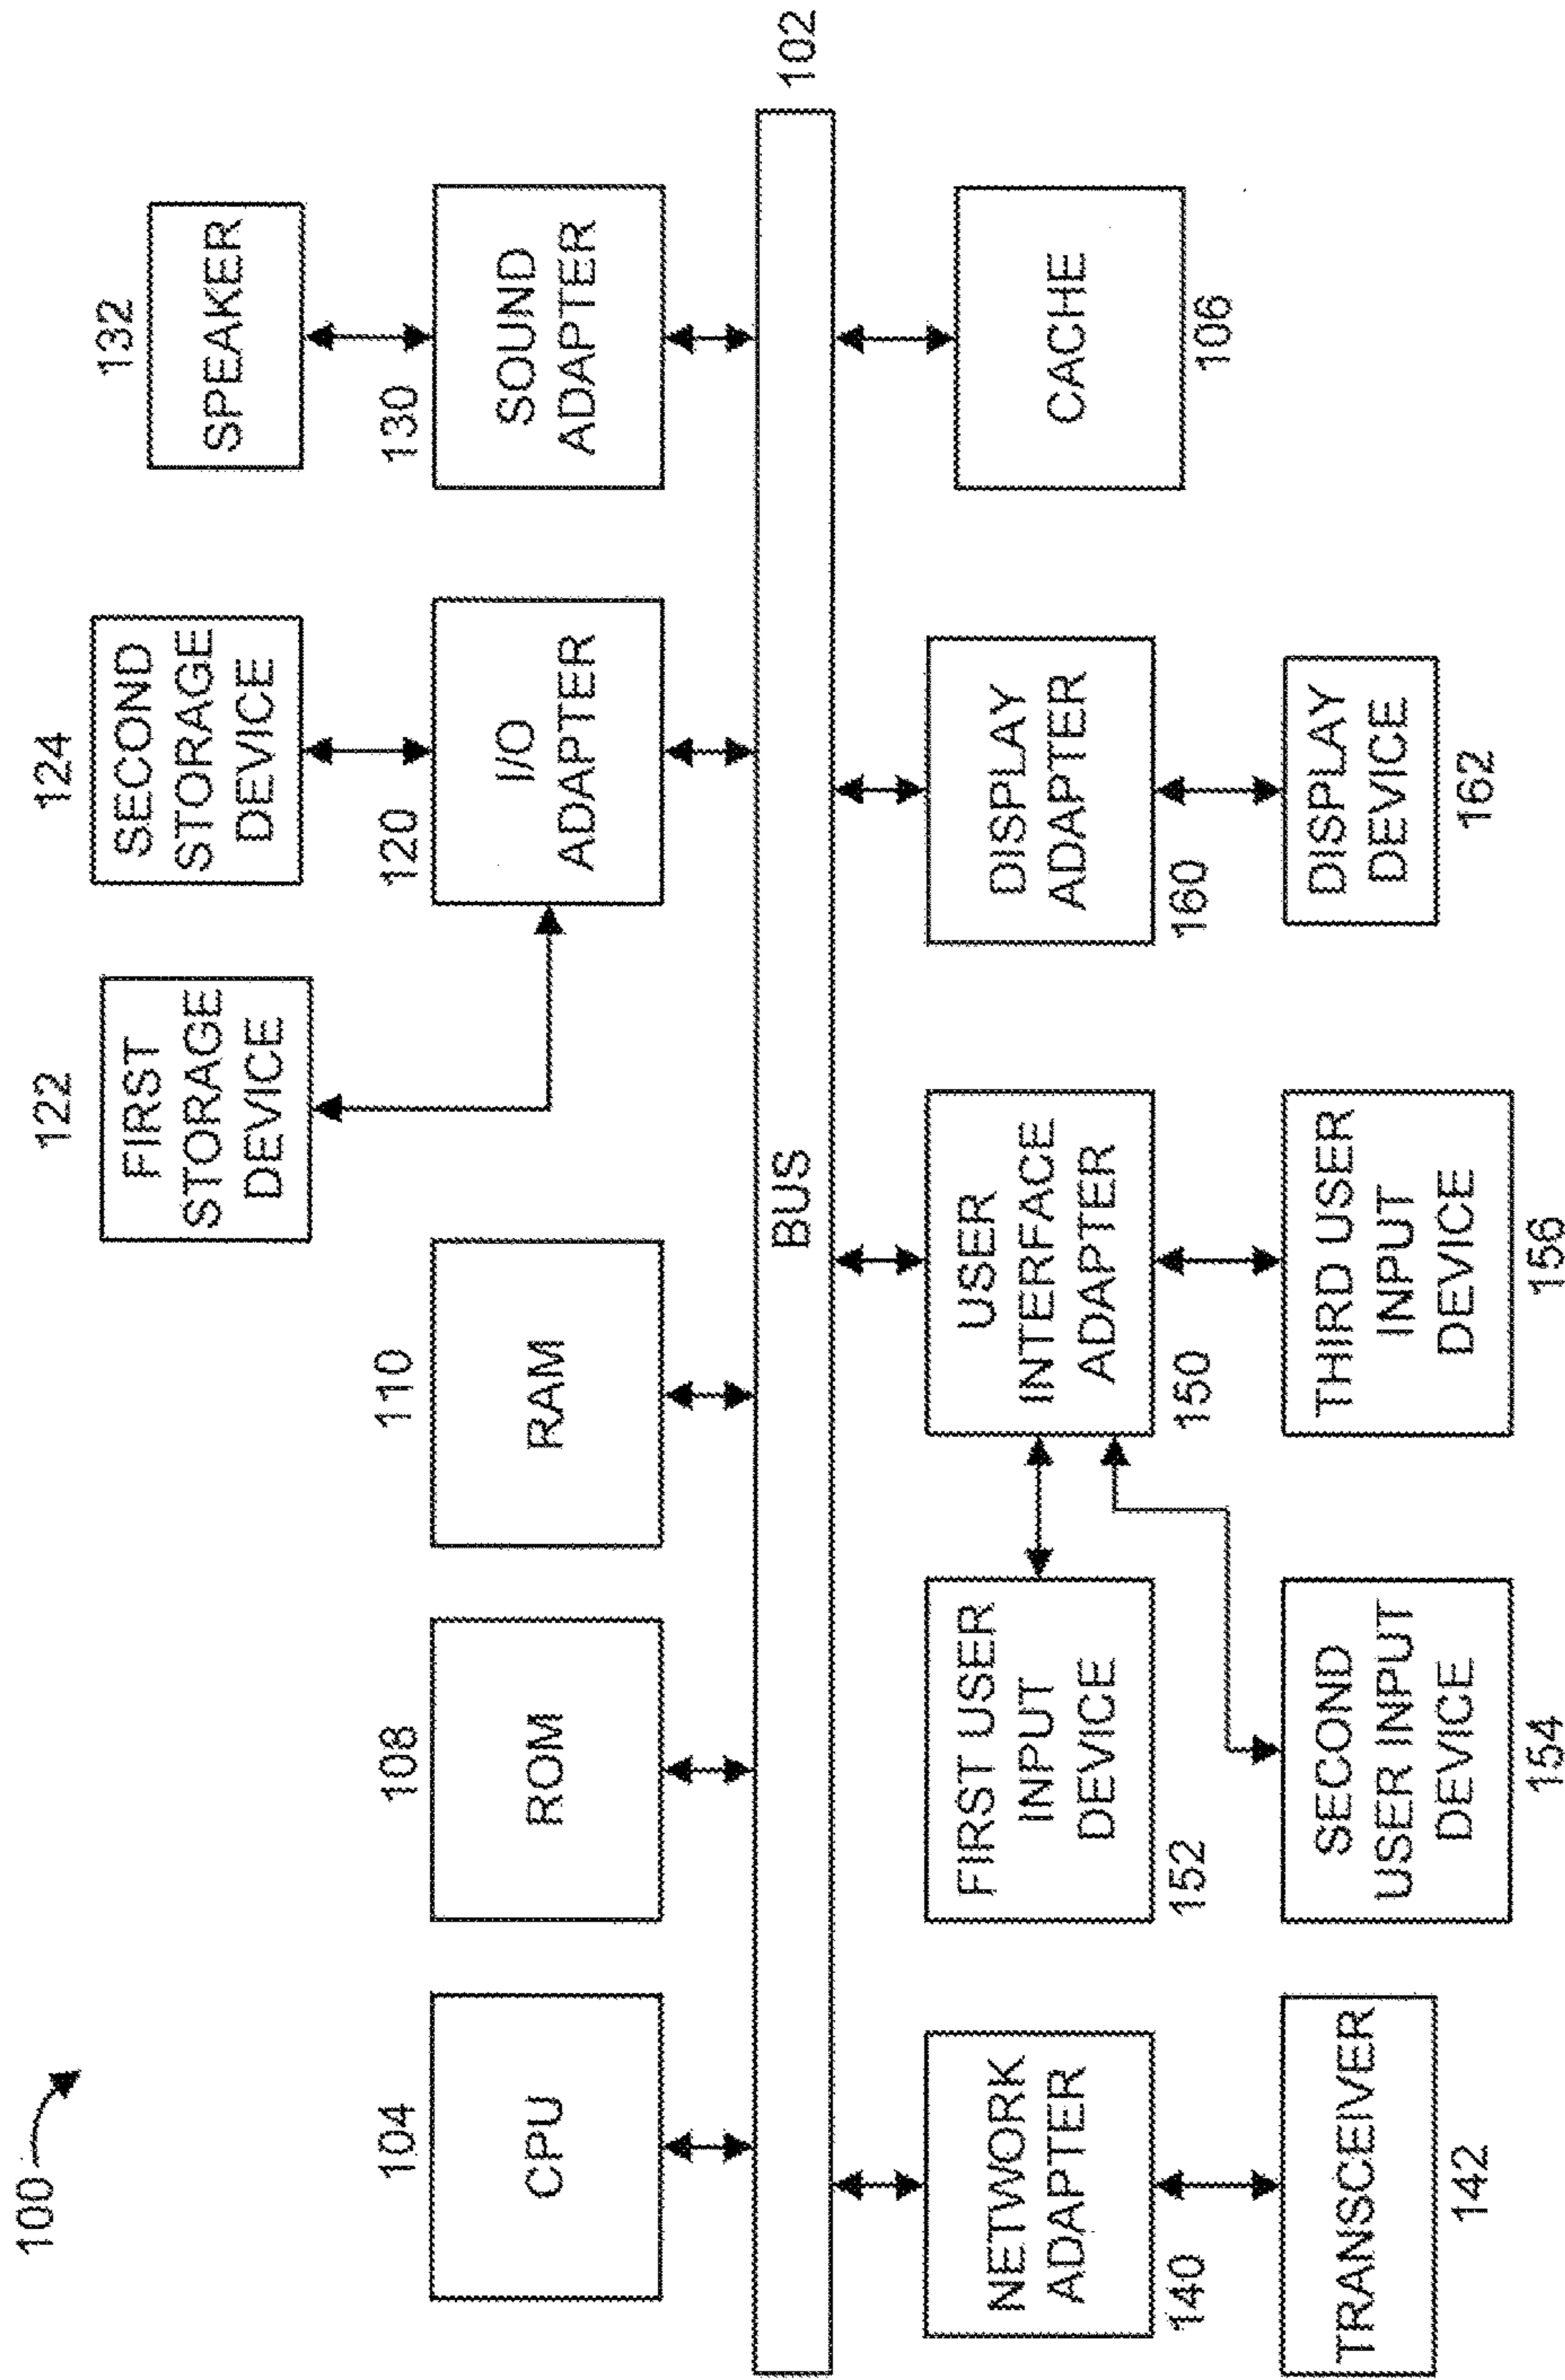 100
122
FIRST
STORAGE
DEVICE
124
SECOND
STORAGE
DEVICE
132
SPEAKER
104
CPU
108
ROM
110
RAM
120
I/O
ADAPTER
130
SOUND
ADAPTER
BUS
102
NETWORK
ADAPTER
140
FIRST USER
INPUT
DEVICE
152
USER
INTERFACE
ADAPTER
150
DISPLAY
ADAPTER
160
CACHE
106
TRANSCEIVER
142
SECOND
USER INPUT
DEVICE
154
THIRD USER
INPUT
DEVICE
156
DISPLAY
DEVICE
162